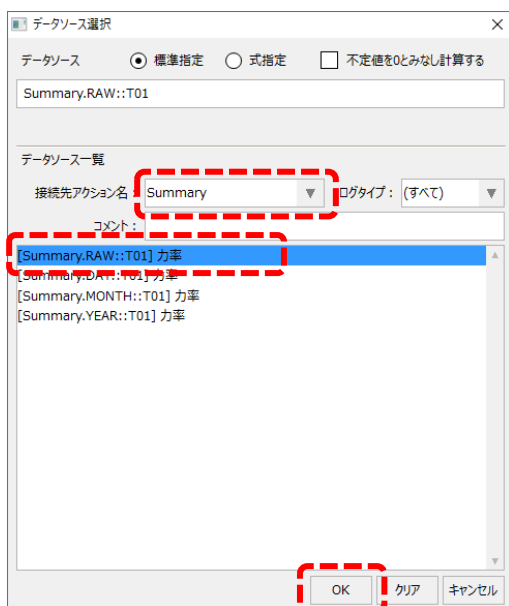 データソース選択
データソース 標準指定 式指定 不定値を0とみなし計算する
Summary.RAW::T01
データソース一覧
接続先アクション名： Summary ログタイプ： (すべて)
コメント：
[Summary.RAW::T01] 力率
[Summary.DAY::T01] 力率
[Summary.MONTH::T01] 力率
[Summary.YEAR::T01] 力率
OK クリア キャンセル